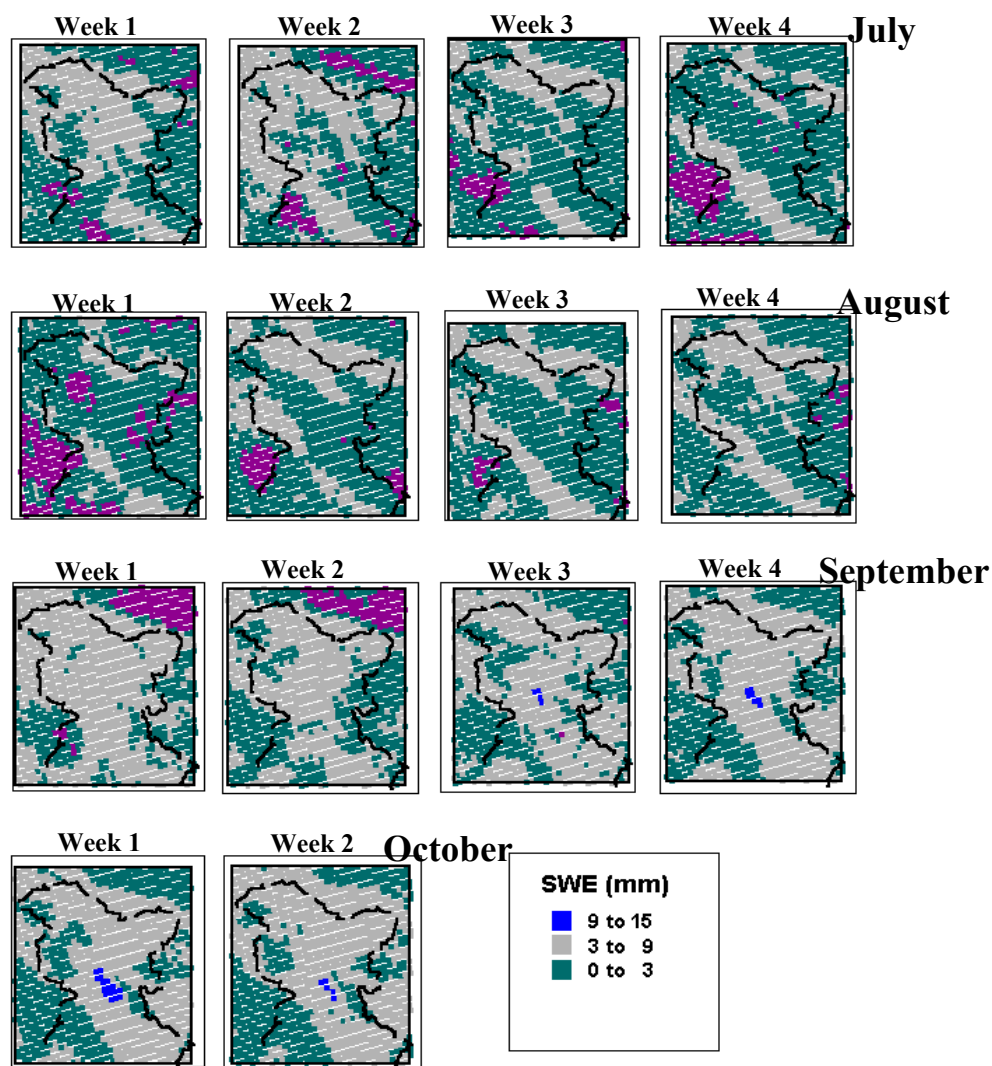 Week 1 Week 2 Week 3 Week 4 July
Week 1 Week 2 Week 3 Week 4 August
Week 1 Week 2 Week 3 Week 4 September
Week 1 Week 2 October
SWE (mm)
9 to 15
3 to 9
0 to 3